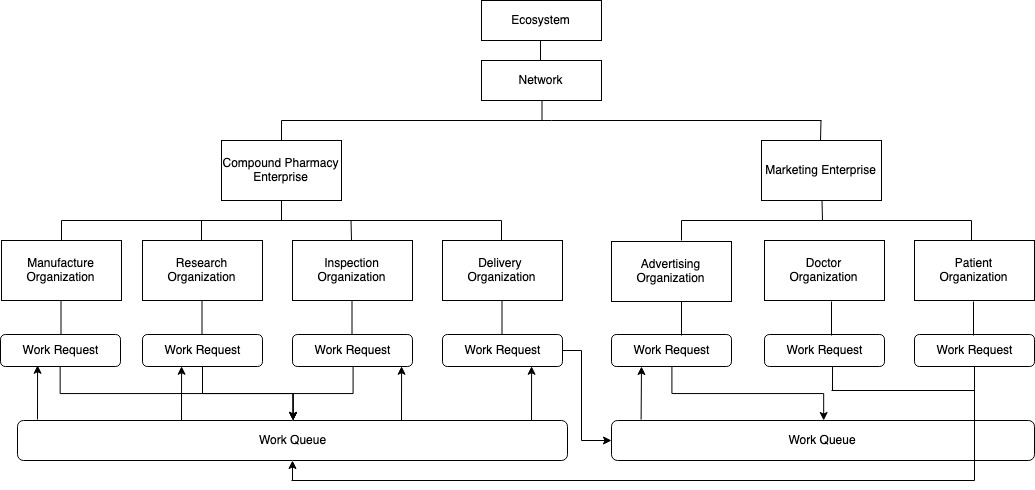 Ecosystem
Network
Compound Pharmacy
Enterprise
Marketing Enterprise
Manufacture
Organization
Research
Organization
Inspection
Organization
Delivery
Organization
Advertising
Organization
Doctor
Organization
Patient
Organization
Work Request
Work Request
Work Request
Work Request
Work Request
Work Request
Work Request
Work Queue
Work Queue